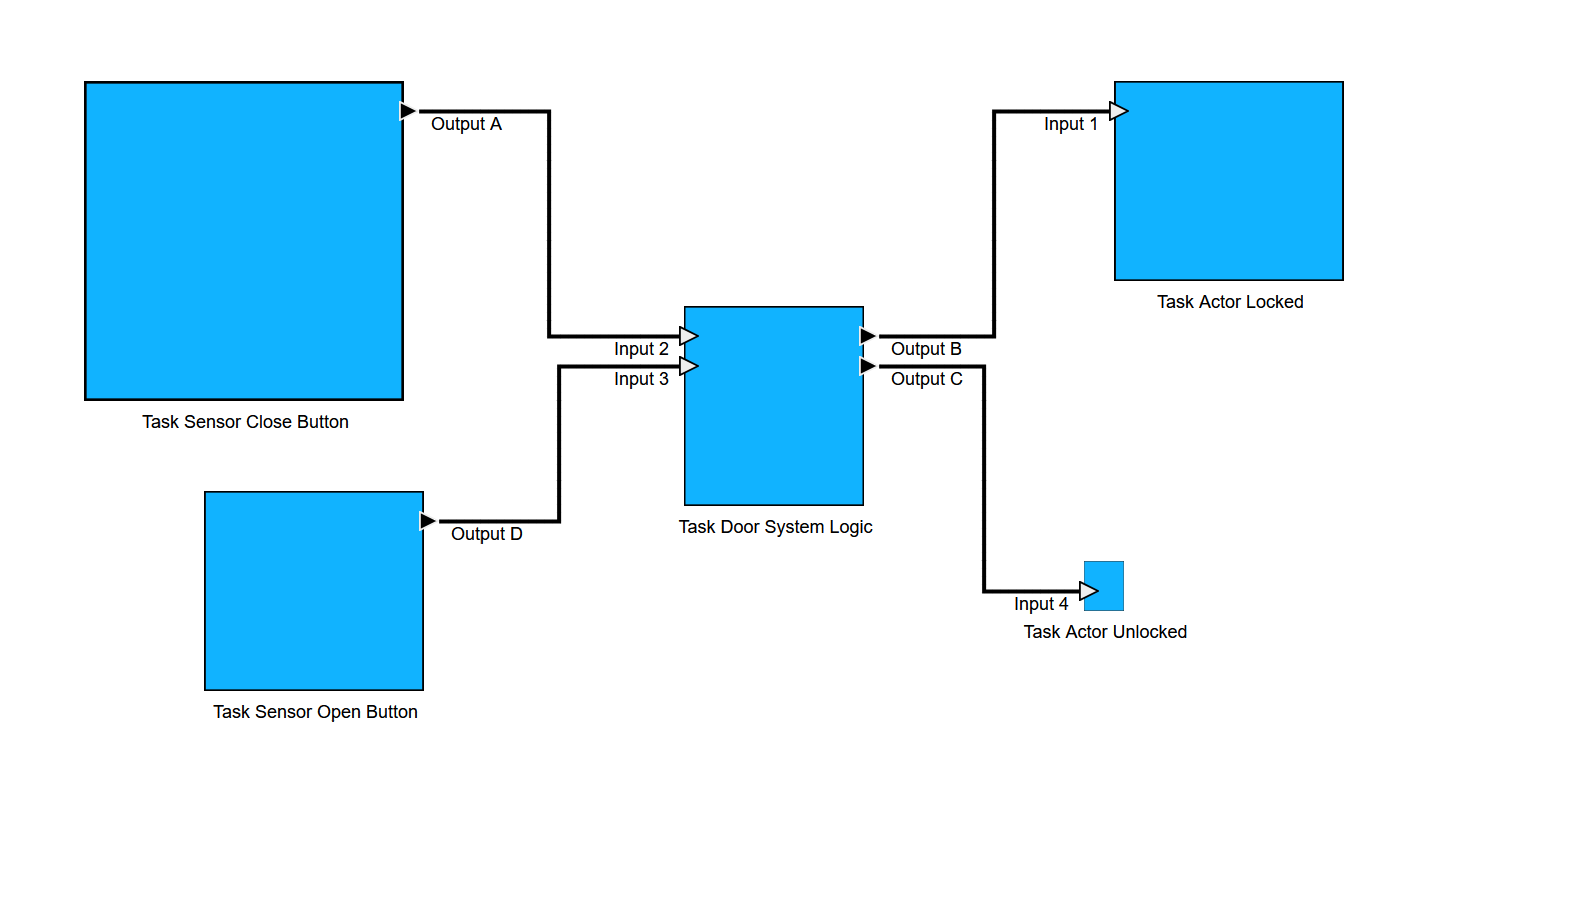 Output A
Input 1
Task Actor Locked
Input 2
Output B
Input 3
Output C
Task Sensor Close Button
Task Door System Logic
Output D
Input 4
Task Actor Unlocked
Task Sensor Open Button